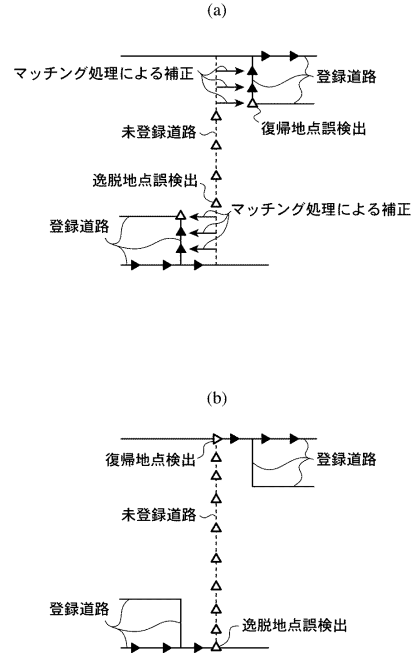 (a)
マッチング処理による補正
登録道路
復帰地点誤検出
未登録道路
逸脱地点誤検出
マッチング処理による補正
登録道路
(b)
復帰地点検出
登録道路
未登録道路
登録道路
逸脱地点誤検出